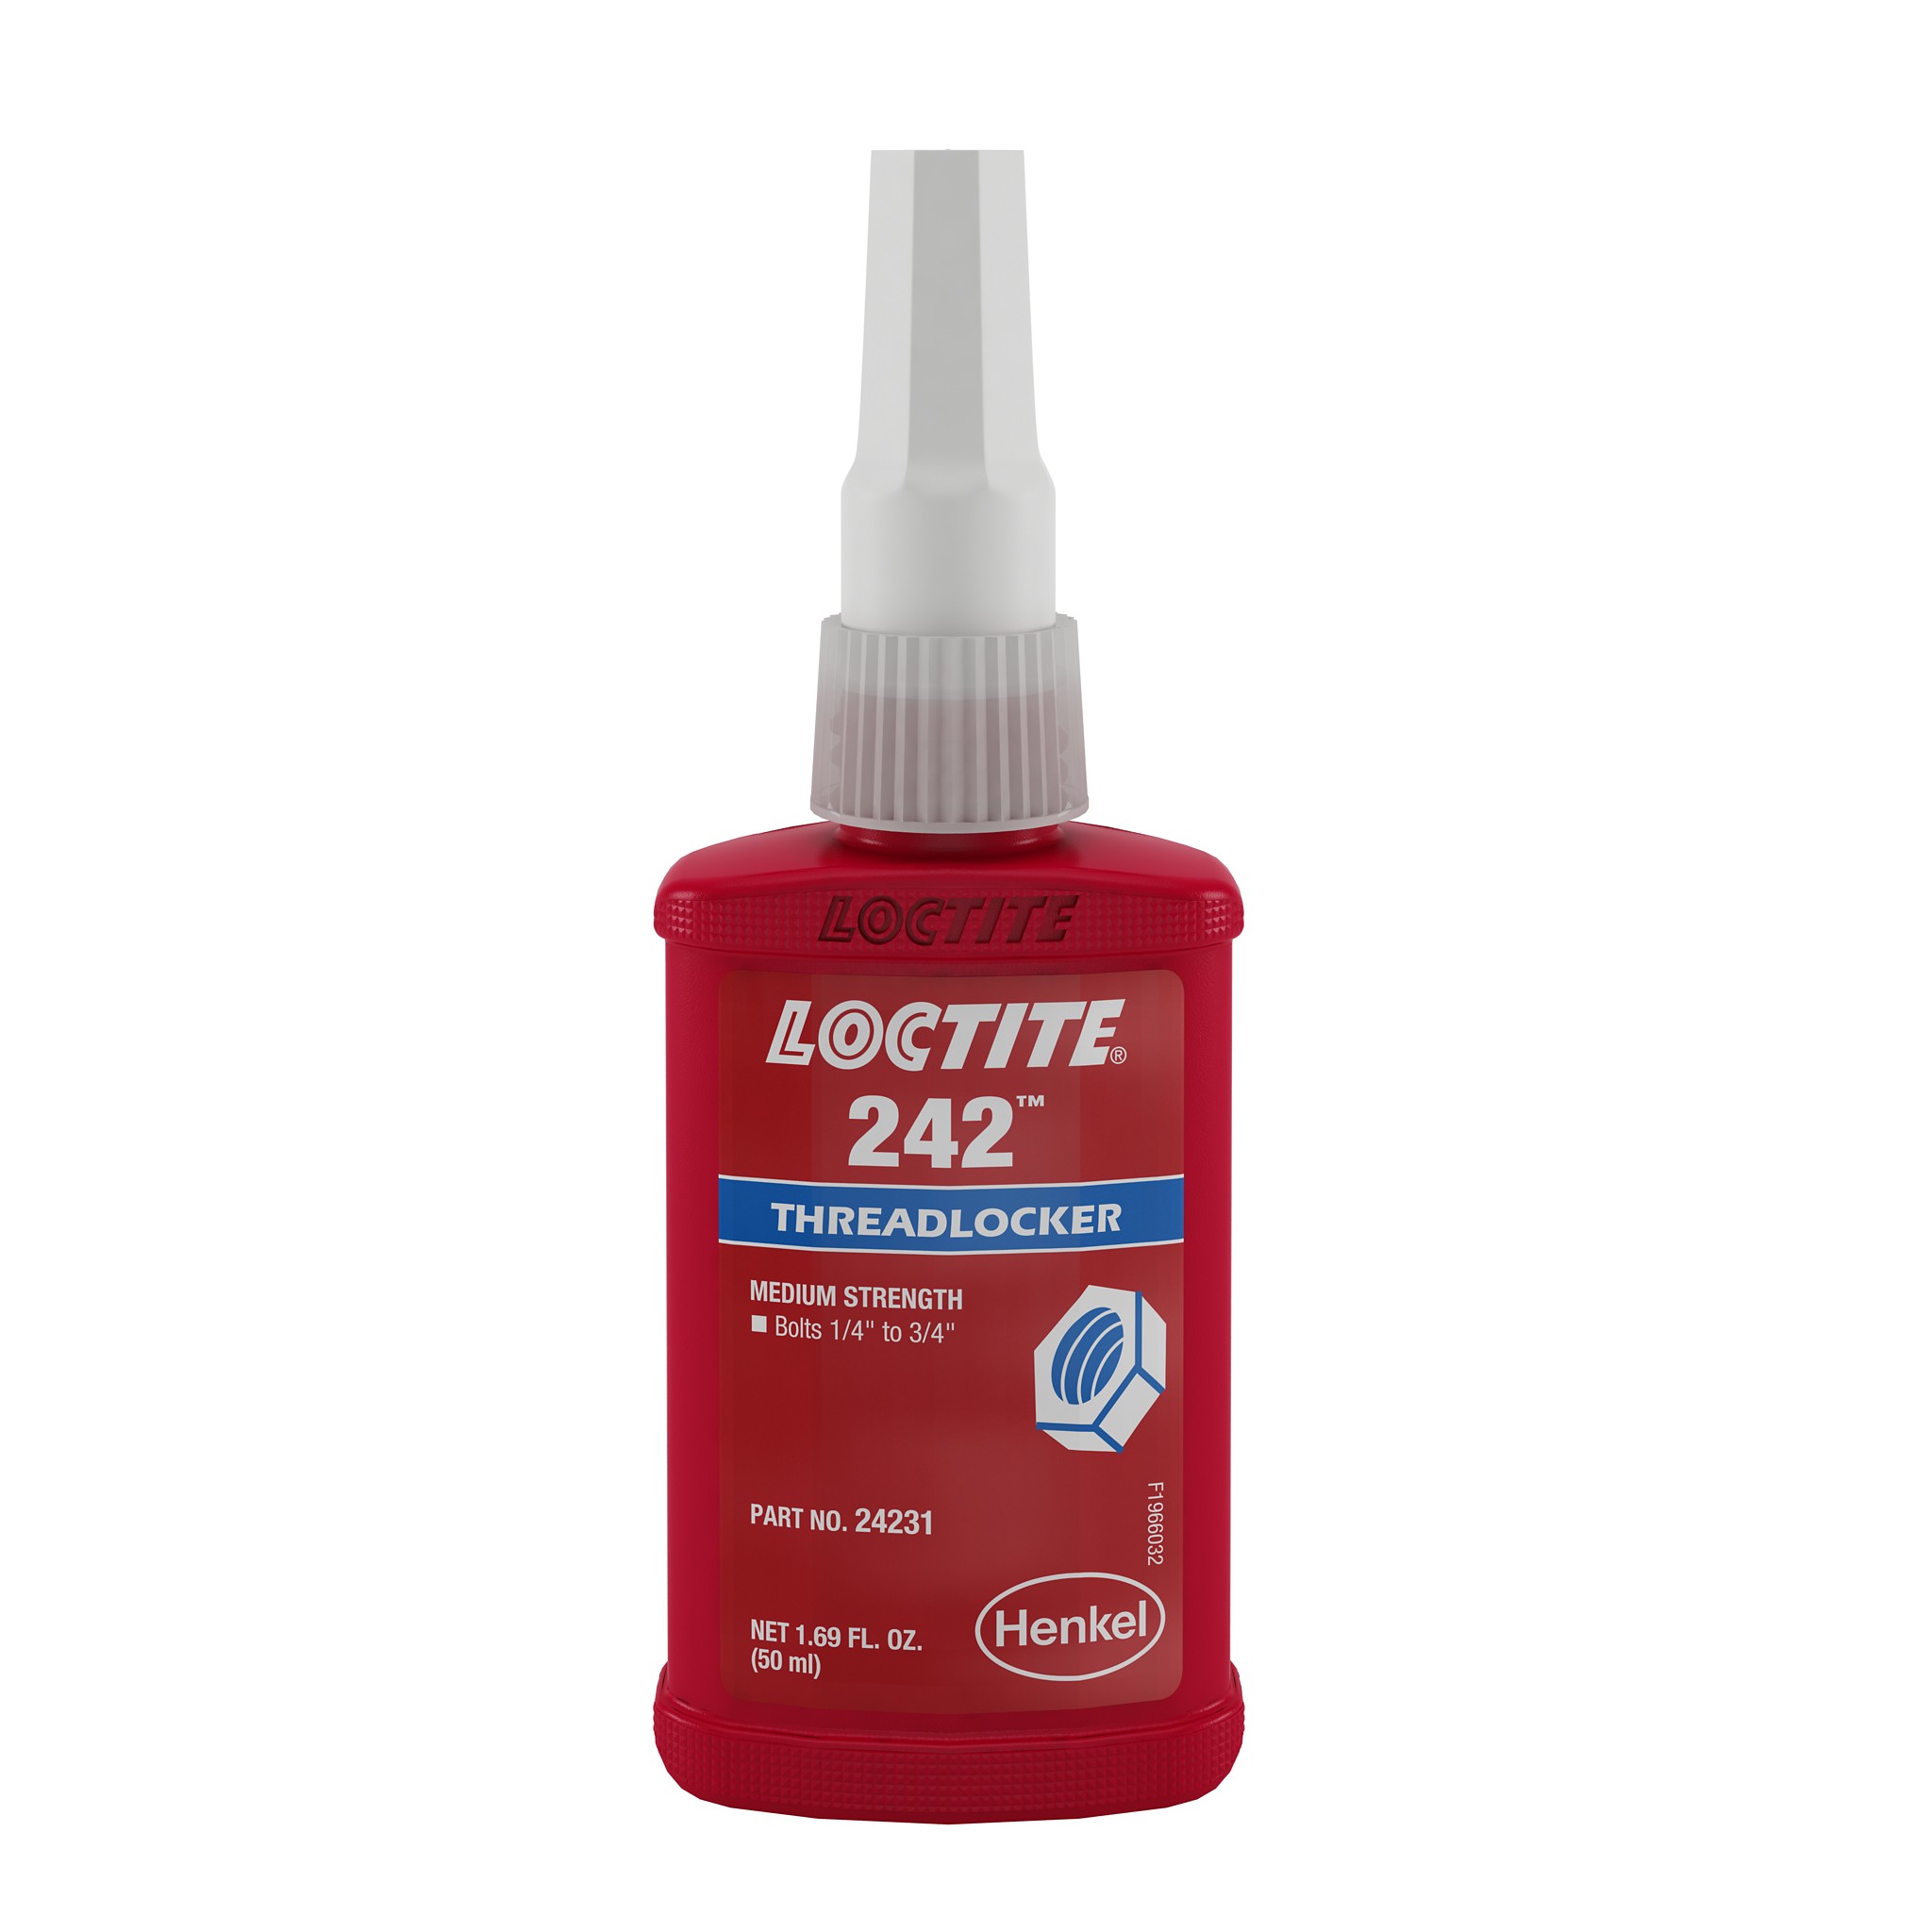 LOCTITE
LOCTITE®
242™
THREADLOCKER
MEDIUM STRENGTH
■ Bolts 1/4" to 3/4"
PART NO. 24231
F1966032
NET 1.69 FL. OZ.
(50 ml)
Henkel